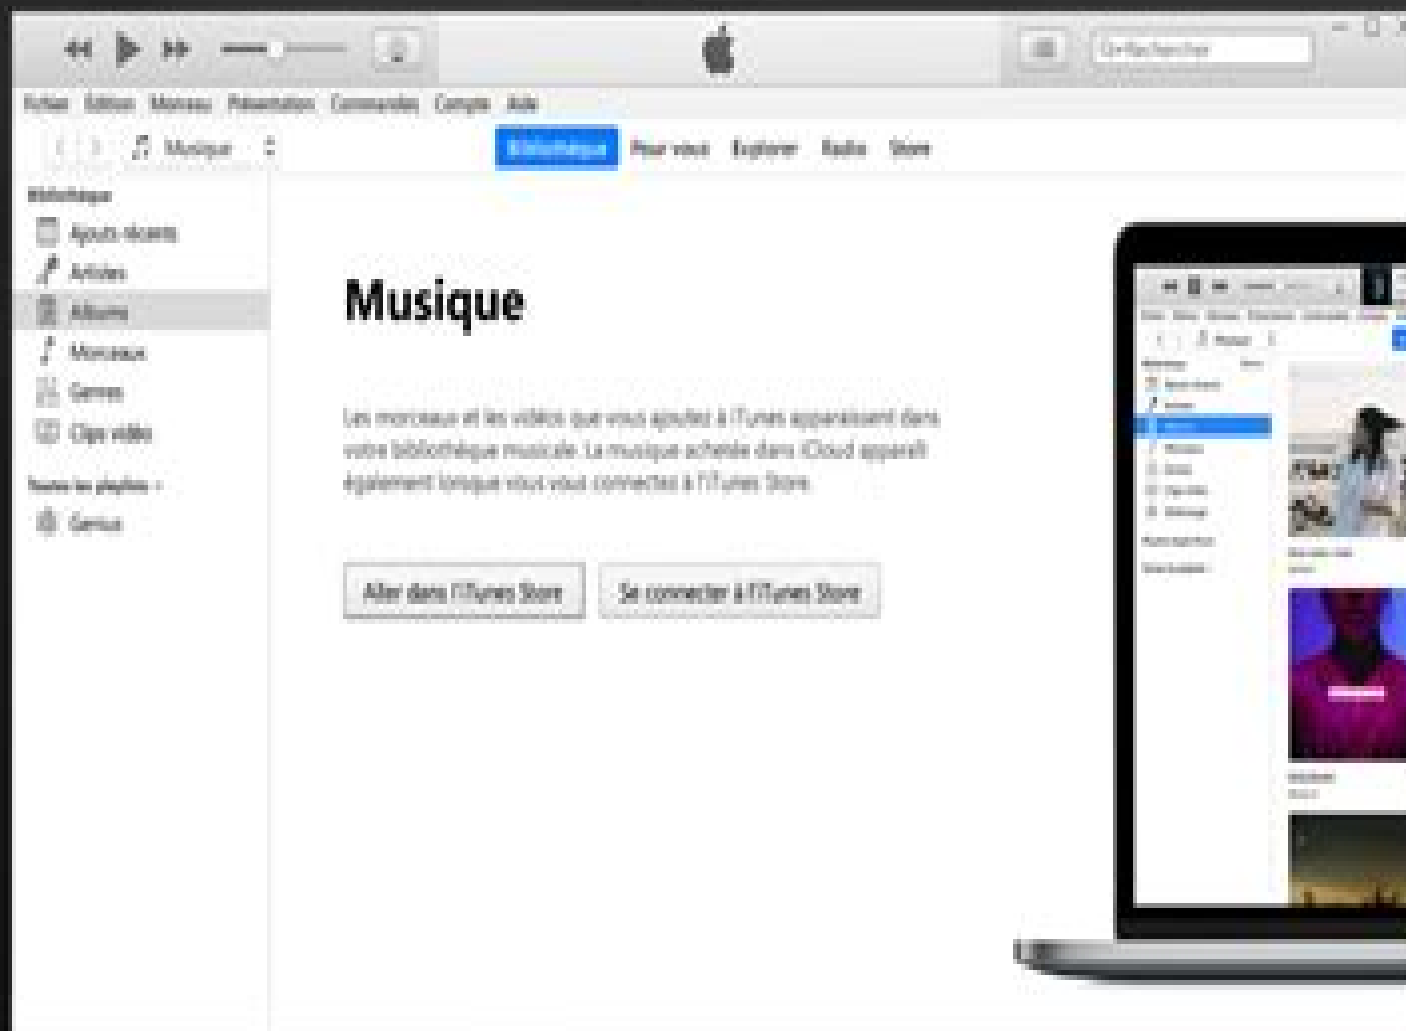 Rechercher
Fichier Edition Morceau Présentation Commandes Compte Aide
Musique
Bibliothèque Pour vous Explorer Radio Store
Bibliothèque
Ajouts récents
Artistes
Albums
Morceaux
Genres
Clips vidéo
Toutes les playlists
Genius
Musique
Les morceaux et les vidéos que vous ajoutez à iTunes apparaissent dans
votre bibliothèque musicale. La musique achetée dans iCloud apparaît
également lorsque vous vous connectez à l'iTunes Store.
Aller dans l'iTunes Store
Se connecter à l'iTunes Store